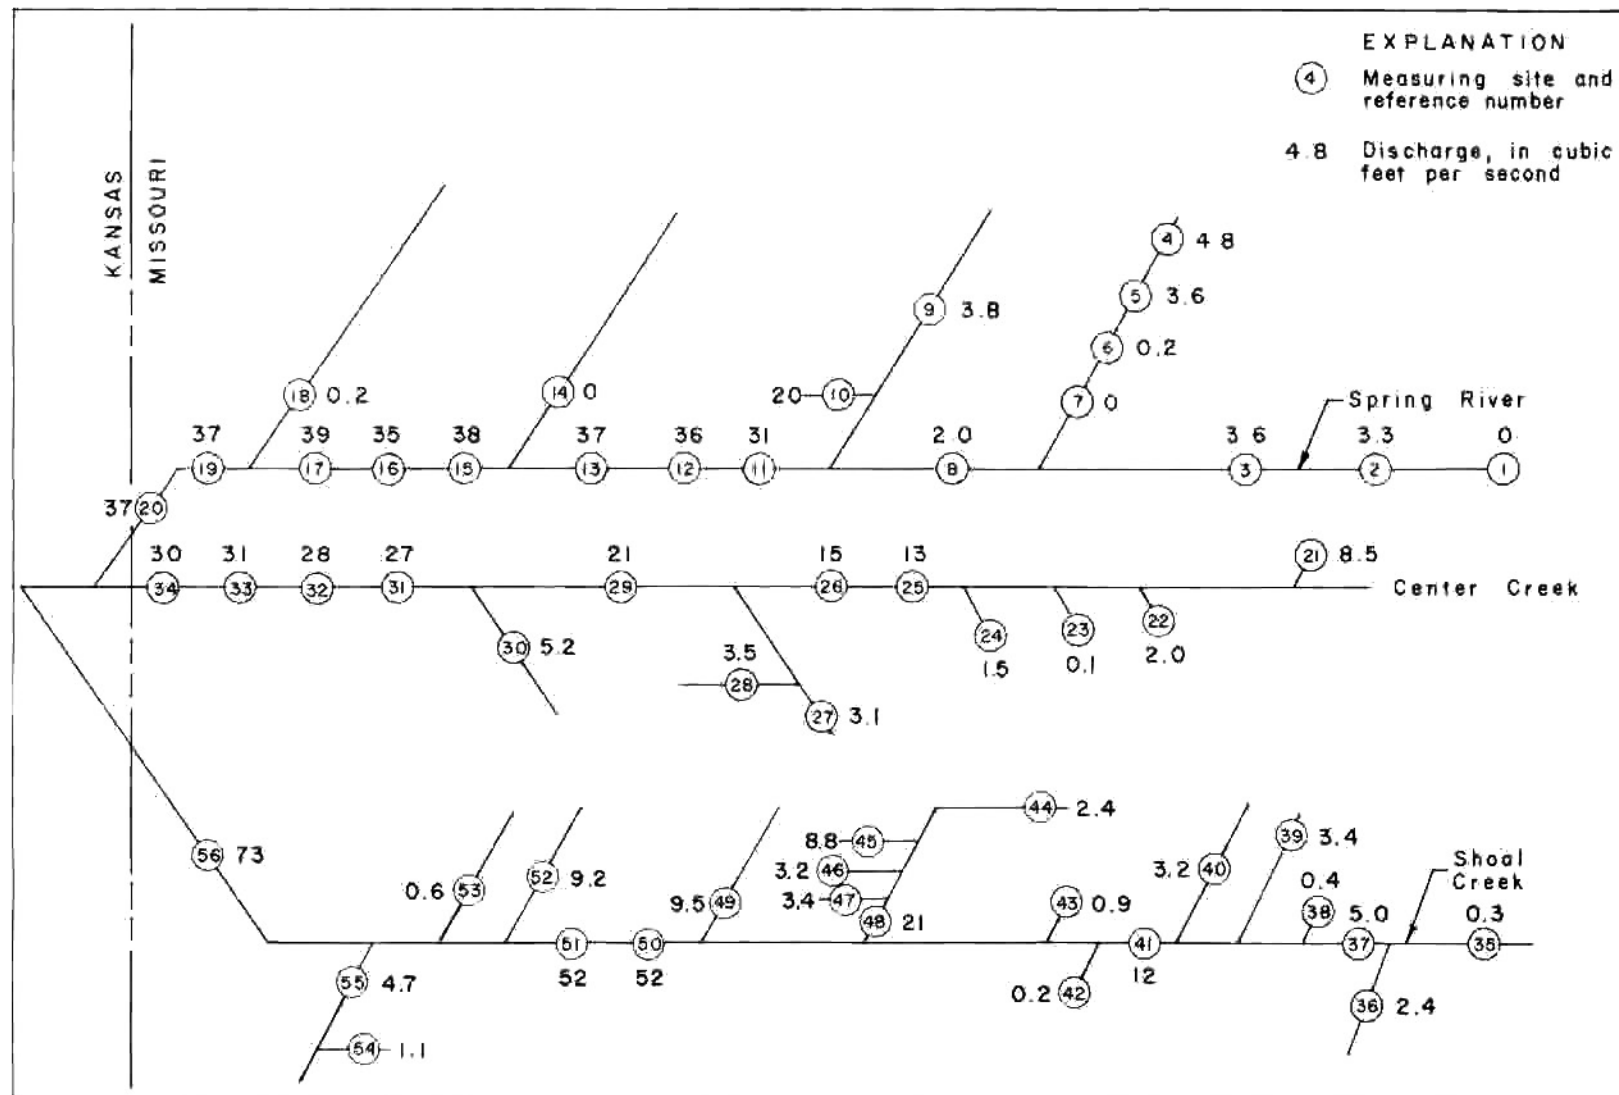 EXPLANATION
4 Measuring site and
reference number
4.8 Discharge, in cubic
feet per second
KANSAS
MISSOURI
4 4 8
5 3.6
9 3.8
6 0.2
18 0.2
14 0
20 10
7 0
Spring River
37 39 35 38 37 36 31 2.0 3 6 3.3 0
19 17 16 15 13 12 11 8 3 2 1
37 20
30 31 28 27 21 15 13 21 8.5
34 33 32 31 29 26 25 Center Creek
24 23 22
1.5 0.1 2.0
30 5.2
3.5
28
27 3.1
44 2.4
8.8 45
3.2 46
3.4 47
48 21
39 3.4
3.2 40
Shoal
Creek
56 73
0.6 53
52 9.2
9.5 49
43 0.9
0.4
38 5.0 0.3
51 50 41 37 35
52 52 12
55 4.7
0.2 42
36 2.4
54 1.1